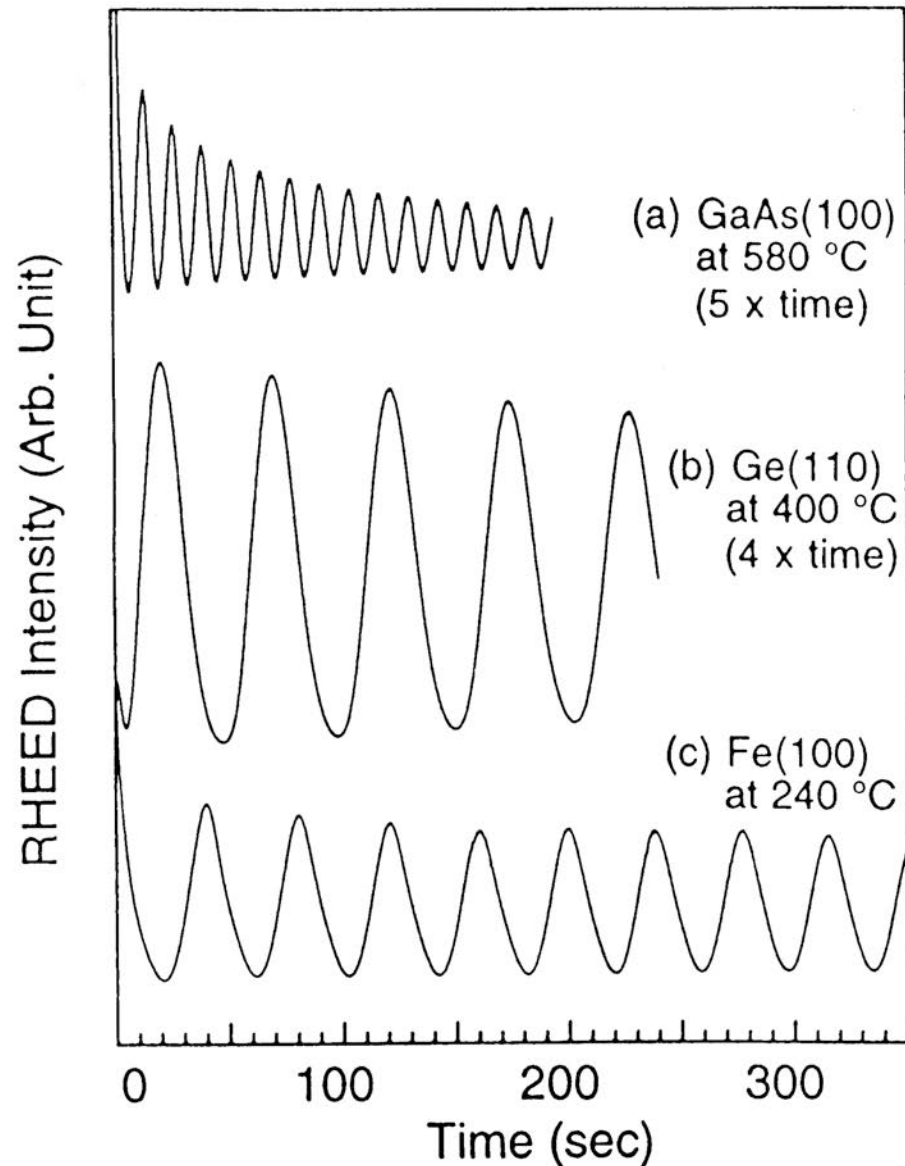 RHEED Intensity (Arb. Unit)
(a) GaAs(100)
at 580 °C
(5 x time)
(b) Ge(110)
at 400 °C
(4 x time)
(c) Fe(100)
at 240 °C
0 100 200 300
Time (sec)